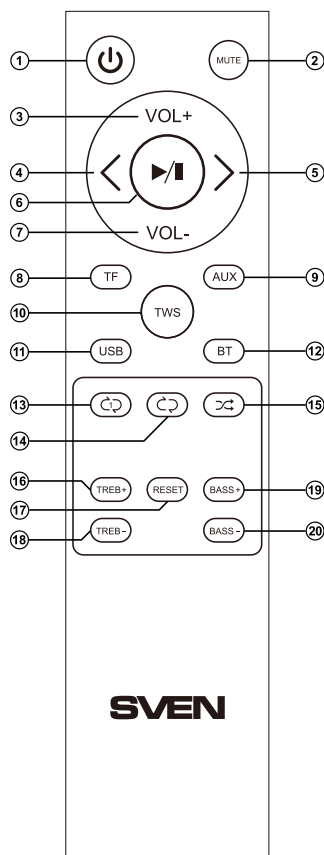 ① ② MUTE
③ VOL+
④ ⑤
⑥
⑦ VOL-
⑧ TF AUX ⑨
⑩ TWS
⑪ USB BT ⑫
⑬ 1 ⑮
⑭
⑯ TREB+ RESET BASS+ ⑲
⑰
⑱ TREB- BASS- ⑳
SVEN